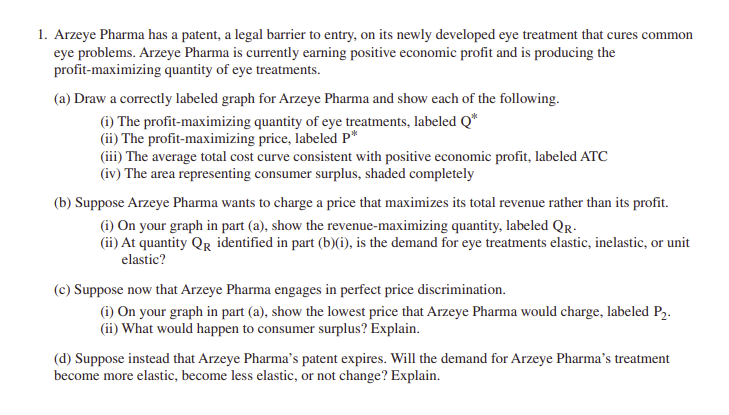 1. Arzeye Pharma has a patent, a legal barrier to entry, on its newly developed eye treatment that cures common
eye problems. Arzeye Pharma is currently earning positive economic profit and is producing the
profit-maximizing quantity of eye treatments.
(a) Draw a correctly labeled graph for Arzeye Pharma and show each of the following.
(i) The profit-maximizing quantity of eye treatments, labeled Q*
(ii) The profit-maximizing price, labeled P*
(iii) The average total cost curve consistent with positive economic profit, labeled ATC
(iv) The area representing consumer surplus, shaded completely
(b) Suppose Arzeye Pharma wants to charge a price that maximizes its total revenue rather than its profit.
(i) On your graph in part (a), show the revenue-maximizing quantity, labeled QR.
(ii) At quantity QR identified in part (b)(i), is the demand for eye treatments elastic, inelastic, or unit
elastic?
(c) Suppose now that Arzeye Pharma engages in perfect price discrimination.
(i) On your graph in part (a), show the lowest price that Arzeye Pharma would charge, labeled P2.
(ii) What would happen to consumer surplus? Explain.
(d) Suppose instead that Arzeye Pharma's patent expires. Will the demand for Arzeye Pharma's treatment
become more elastic, become less elastic, or not change? Explain.